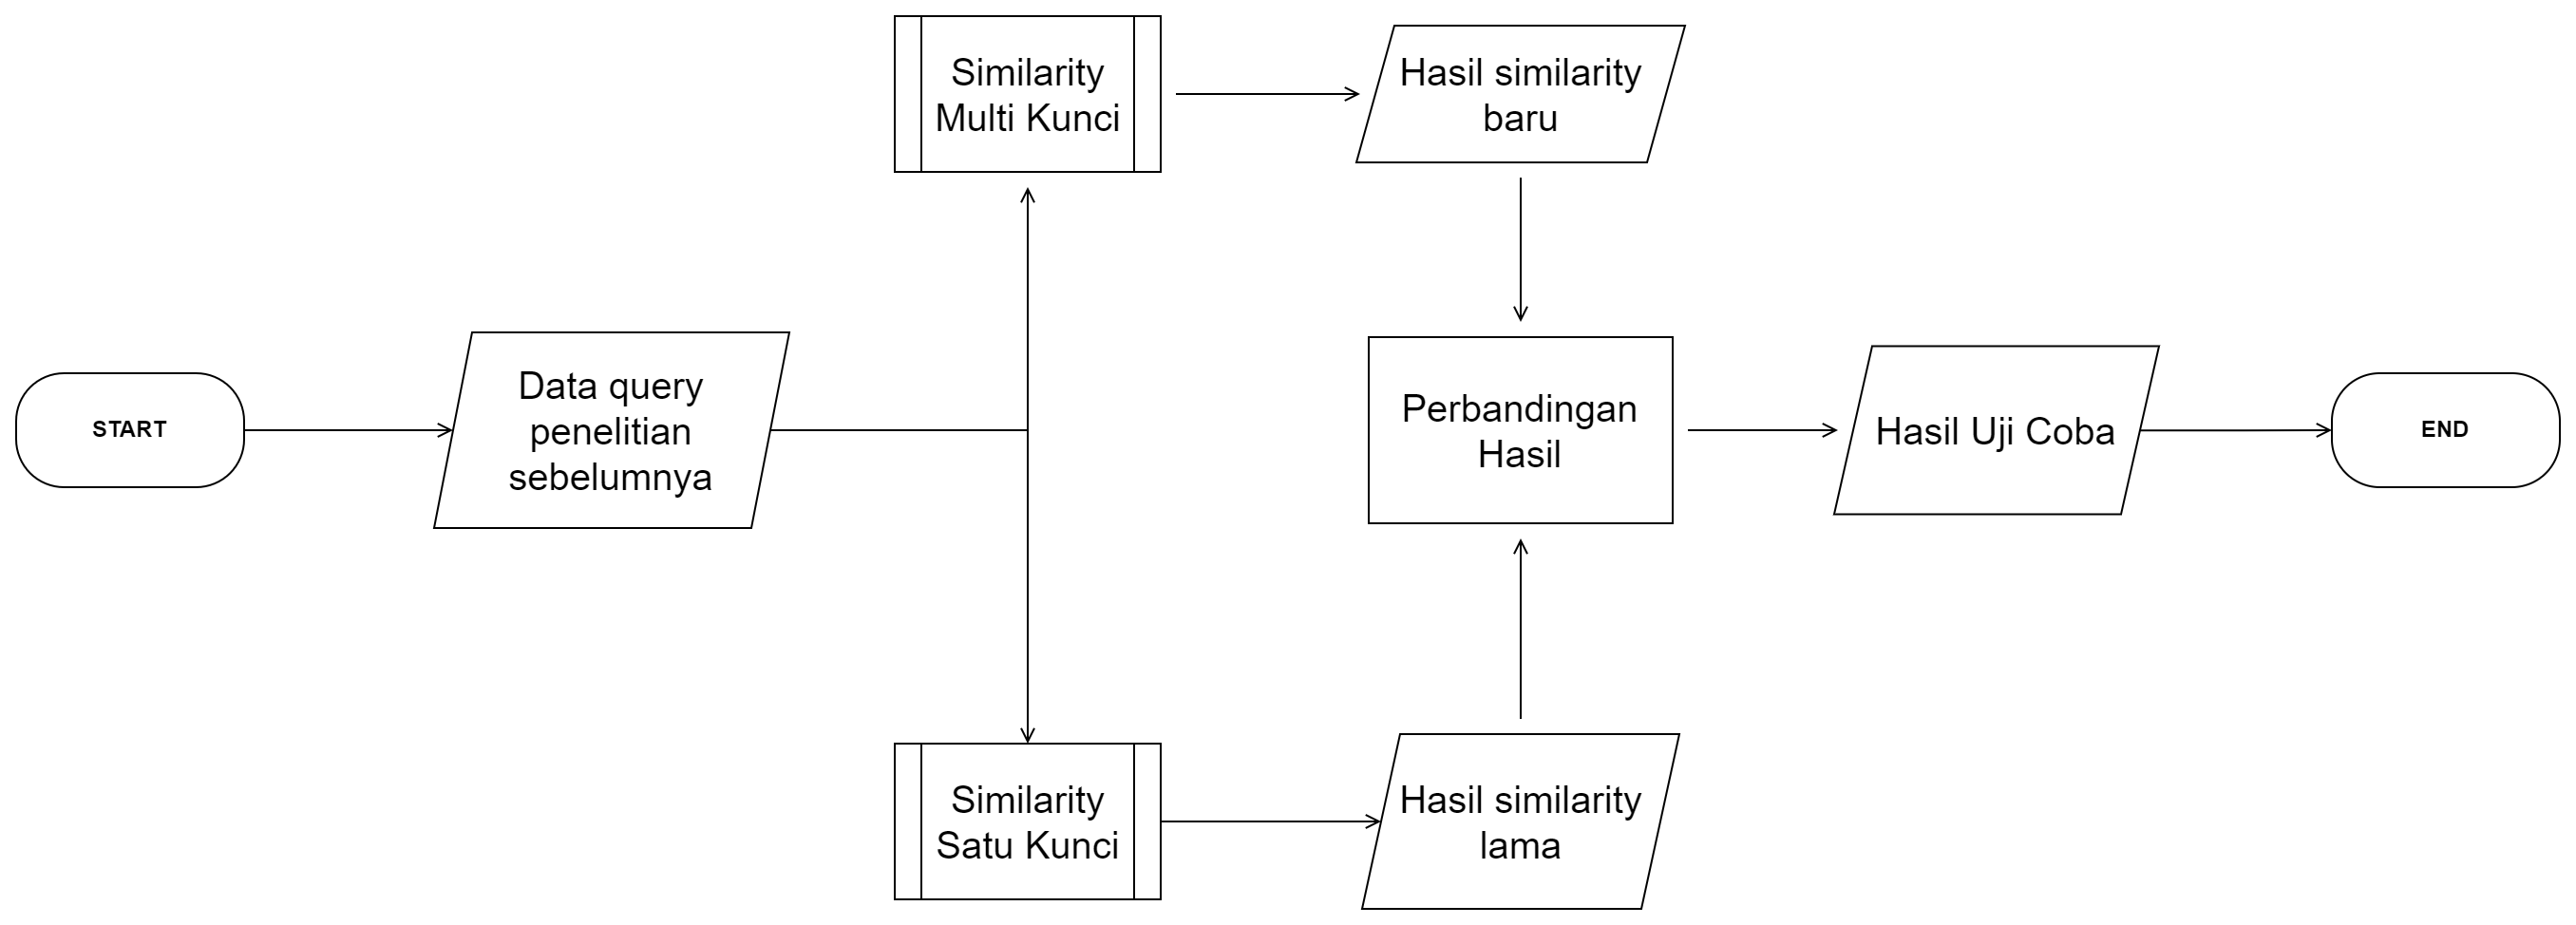 START
Data query
penelitian
sebelumnya
Similarity
Multi Kunci
Hasil similarity
baru
Similarity
Satu Kunci
Hasil similarity
lama
Perbandingan
Hasil
Hasil Uji Coba
END